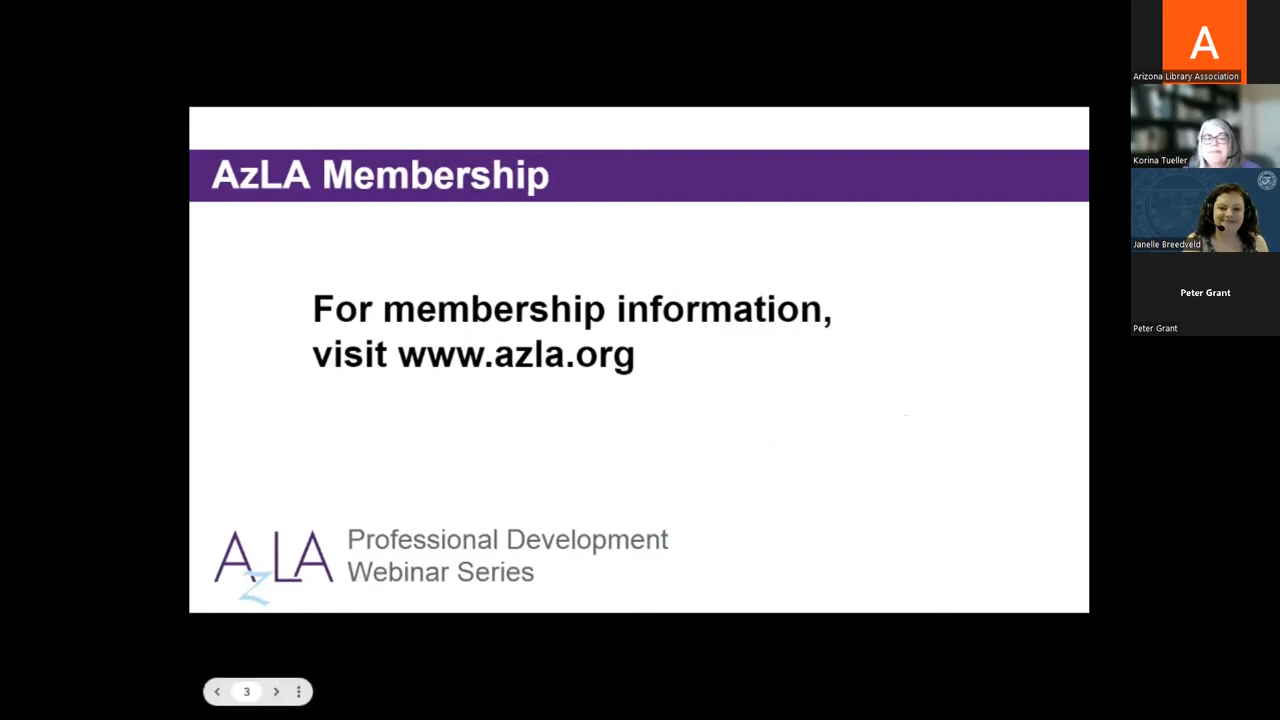 AzLA Membership
For membership information,
visit www.azla.org
AzLA
Professional Development
Webinar Series
3
A
Arizona Library Association
Korina Tueller
Janelle Breedveld
Peter Grant
Peter Grant